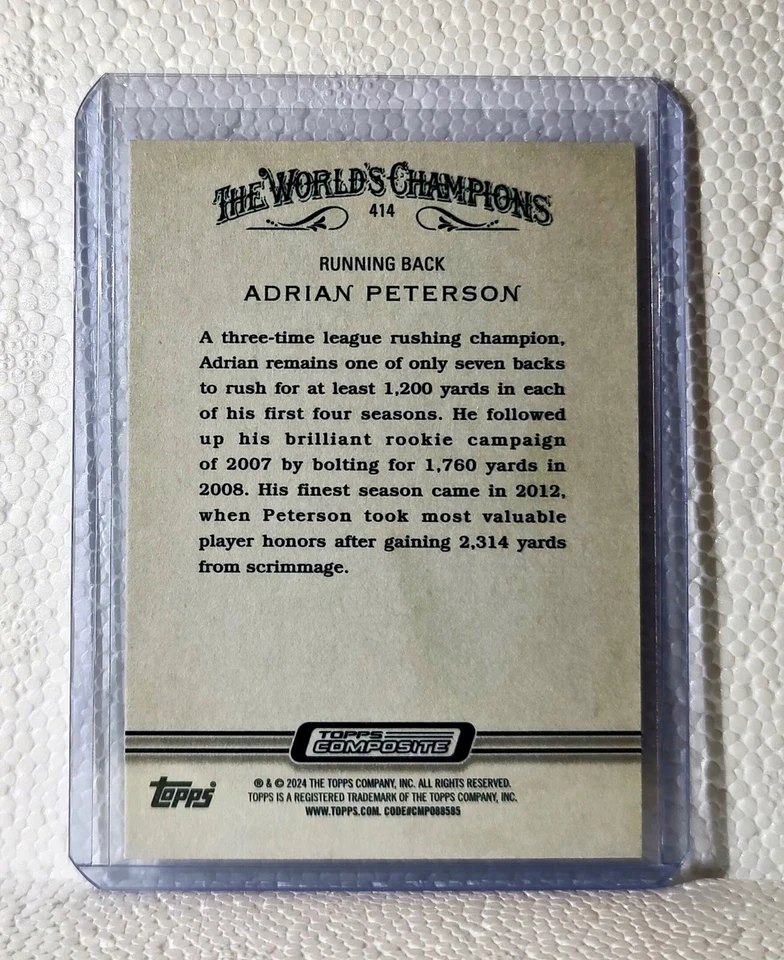 THE WORLD'S CHAMPIONS
414
RUNNING BACK
ADRIAN PETERSON
A three-time league rushing champion,
Adrian remains one of only seven backs
to rush for at least 1,200 yards in each
of his first four seasons. He followed
up his brilliant rookie campaign
of 2007 by bolting for 1,760 yards in
2008. His finest season came in 2012,
when Peterson took most valuable
player honors after gaining 2,314 yards
from scrimmage.
TOPPS
COMPOSITE
topps®
® & © 2024 THE TOPPS COMPANY, INC. ALL RIGHTS RESERVED.
TOPPS IS A REGISTERED TRADEMARK OF THE TOPPS COMPANY, INC.
WWW.TOPPS.COM. CODE#CMP088585